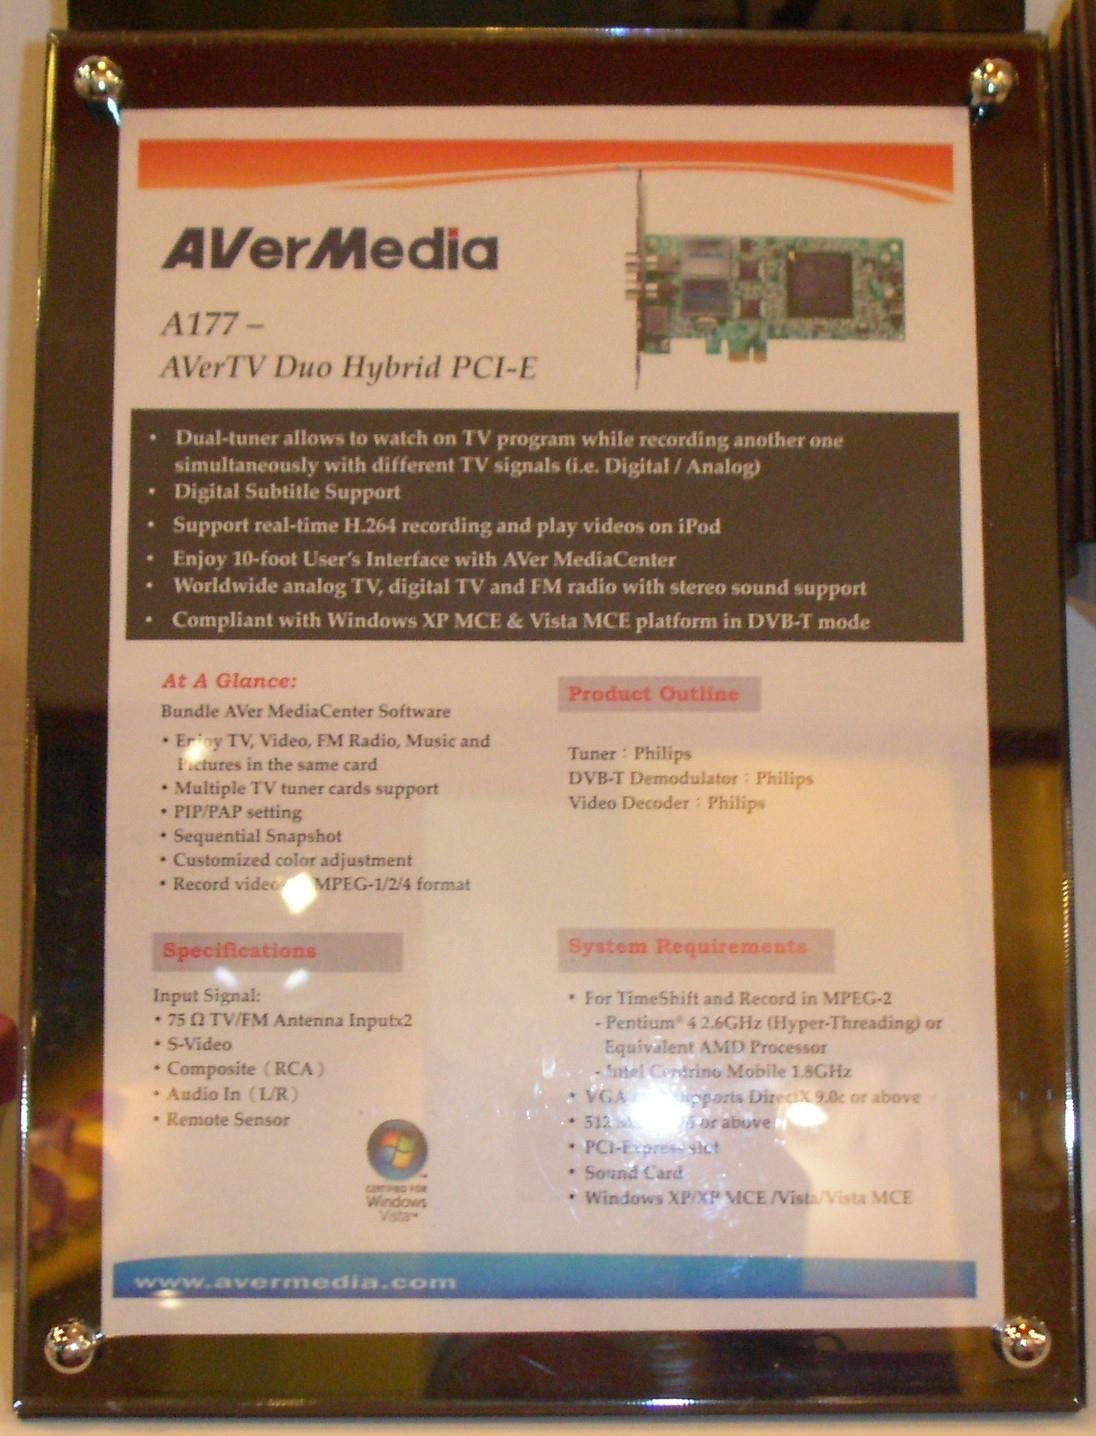 AVerMedia
A177 –
AVerTV Duo Hybrid PCI-E
• Dual-tuner allows to watch on TV program while recording another one
simultaneously with different TV signals (i.e. Digital / Analog)
• Digital Subtitle Support
• Support real-time H.264 recording and play videos on iPod
• Enjoy 10-foot User's Interface with AVer MediaCenter
• Worldwide analog TV, digital TV and FM radio with stereo sound support
• Compliant with Windows XP MCE & Vista MCE platform in DVB-T mode
At A Glance:
Bundle AVer MediaCenter Software
• Enjoy TV, Video, FM Radio, Music and
Pictures in the same card
• Multiple TV tuner cards support
• PIP/PAP setting
• Sequential Snapshot
• Customized color adjustment
• Record MPEG-1/2/4 format
Product Outline
Tuner : Philips
DVB-T Demodulator : Philips
Video Decoder : Philips
Specifications
Input Signal:
• 75 Ω TV/FM Antenna Inputx2
• S-Video
• Composite (RCA)
• Audio In (L/R)
• Remote Sensor
CERTIFIED FOR
Windows
Vista™
System Requirements
• For TimeShift and Record in MPEG-2
- Pentium® 4 2.6GHz (Hyper-Threading) or
Equivalent AMD Processor
- Intel Centrino Mobile 1.8GHz
• VGA supports DirectX 9.0c or above
• 512 or above
• PCI-Express slot
• Sound Card
• Windows XP/XP MCE /Vista/Vista MCE
www.avermedia.com